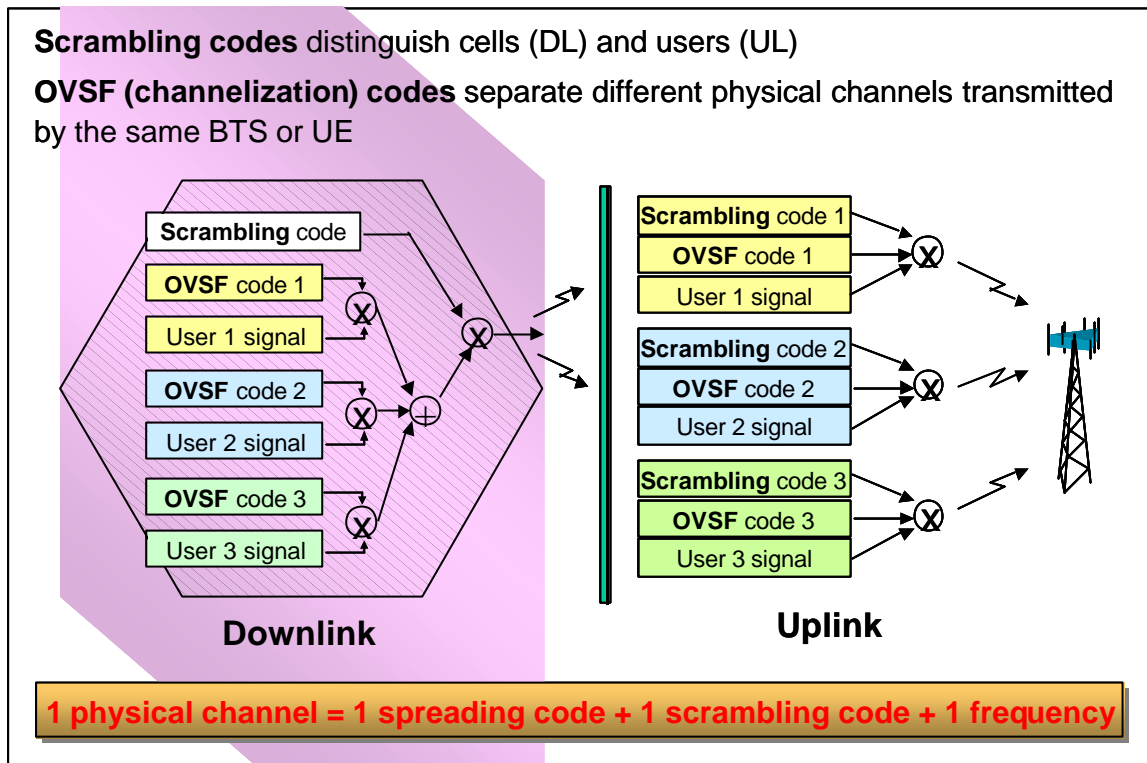 Scrambling codes distinguish cells (DL) and users (UL)
OVSF (channelization) codes separate different physical channels transmitted
by the same BTS or UE
Scrambling code
OVSF code 1
User 1 signal
X
OVSF code 2
User 2 signal
X
OVSF code 3
User 3 signal
X
+
X
Downlink
Scrambling code 1
OVSF code 1
User 1 signal
X
Scrambling code 2
OVSF code 2
User 2 signal
X
Scrambling code 3
OVSF code 3
User 3 signal
X
Uplink
1 physical channel = 1 spreading code + 1 scrambling code + 1 frequency